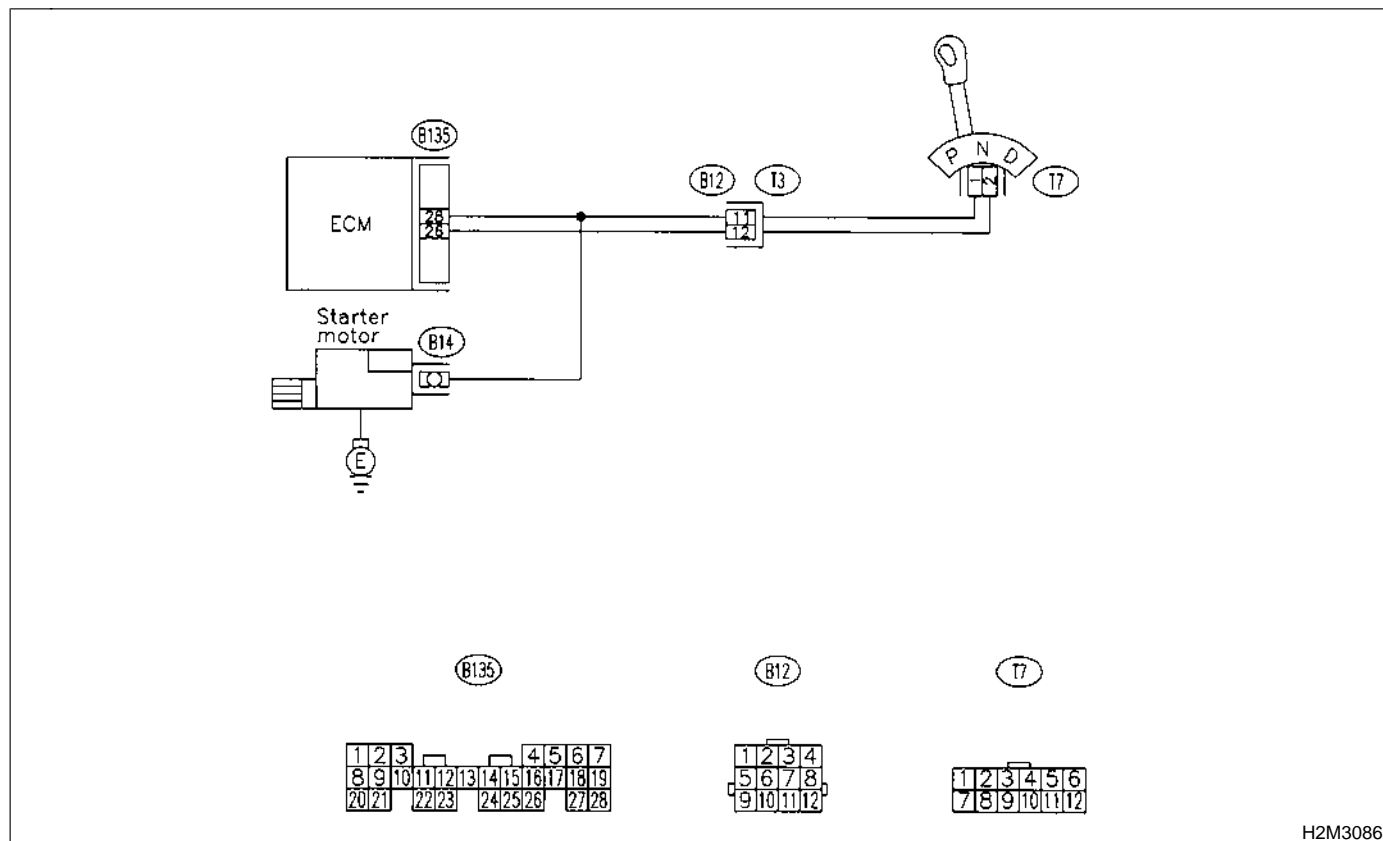 B135
B12
T3
P N D
1 2
T7
ECM
28
26
11
12
Starter
motor
B14
E
B135
B12
T7
1 2 3 4 5 6 7
8 9 10 11 12 13 14 15 16 17 18 19
20 21 22 23 24 25 26 27 28
1 2 3 4
5 6 7 8
9 10 11 12
1 2 3 4 5 6
7 8 9 10 11 12
H2M3086